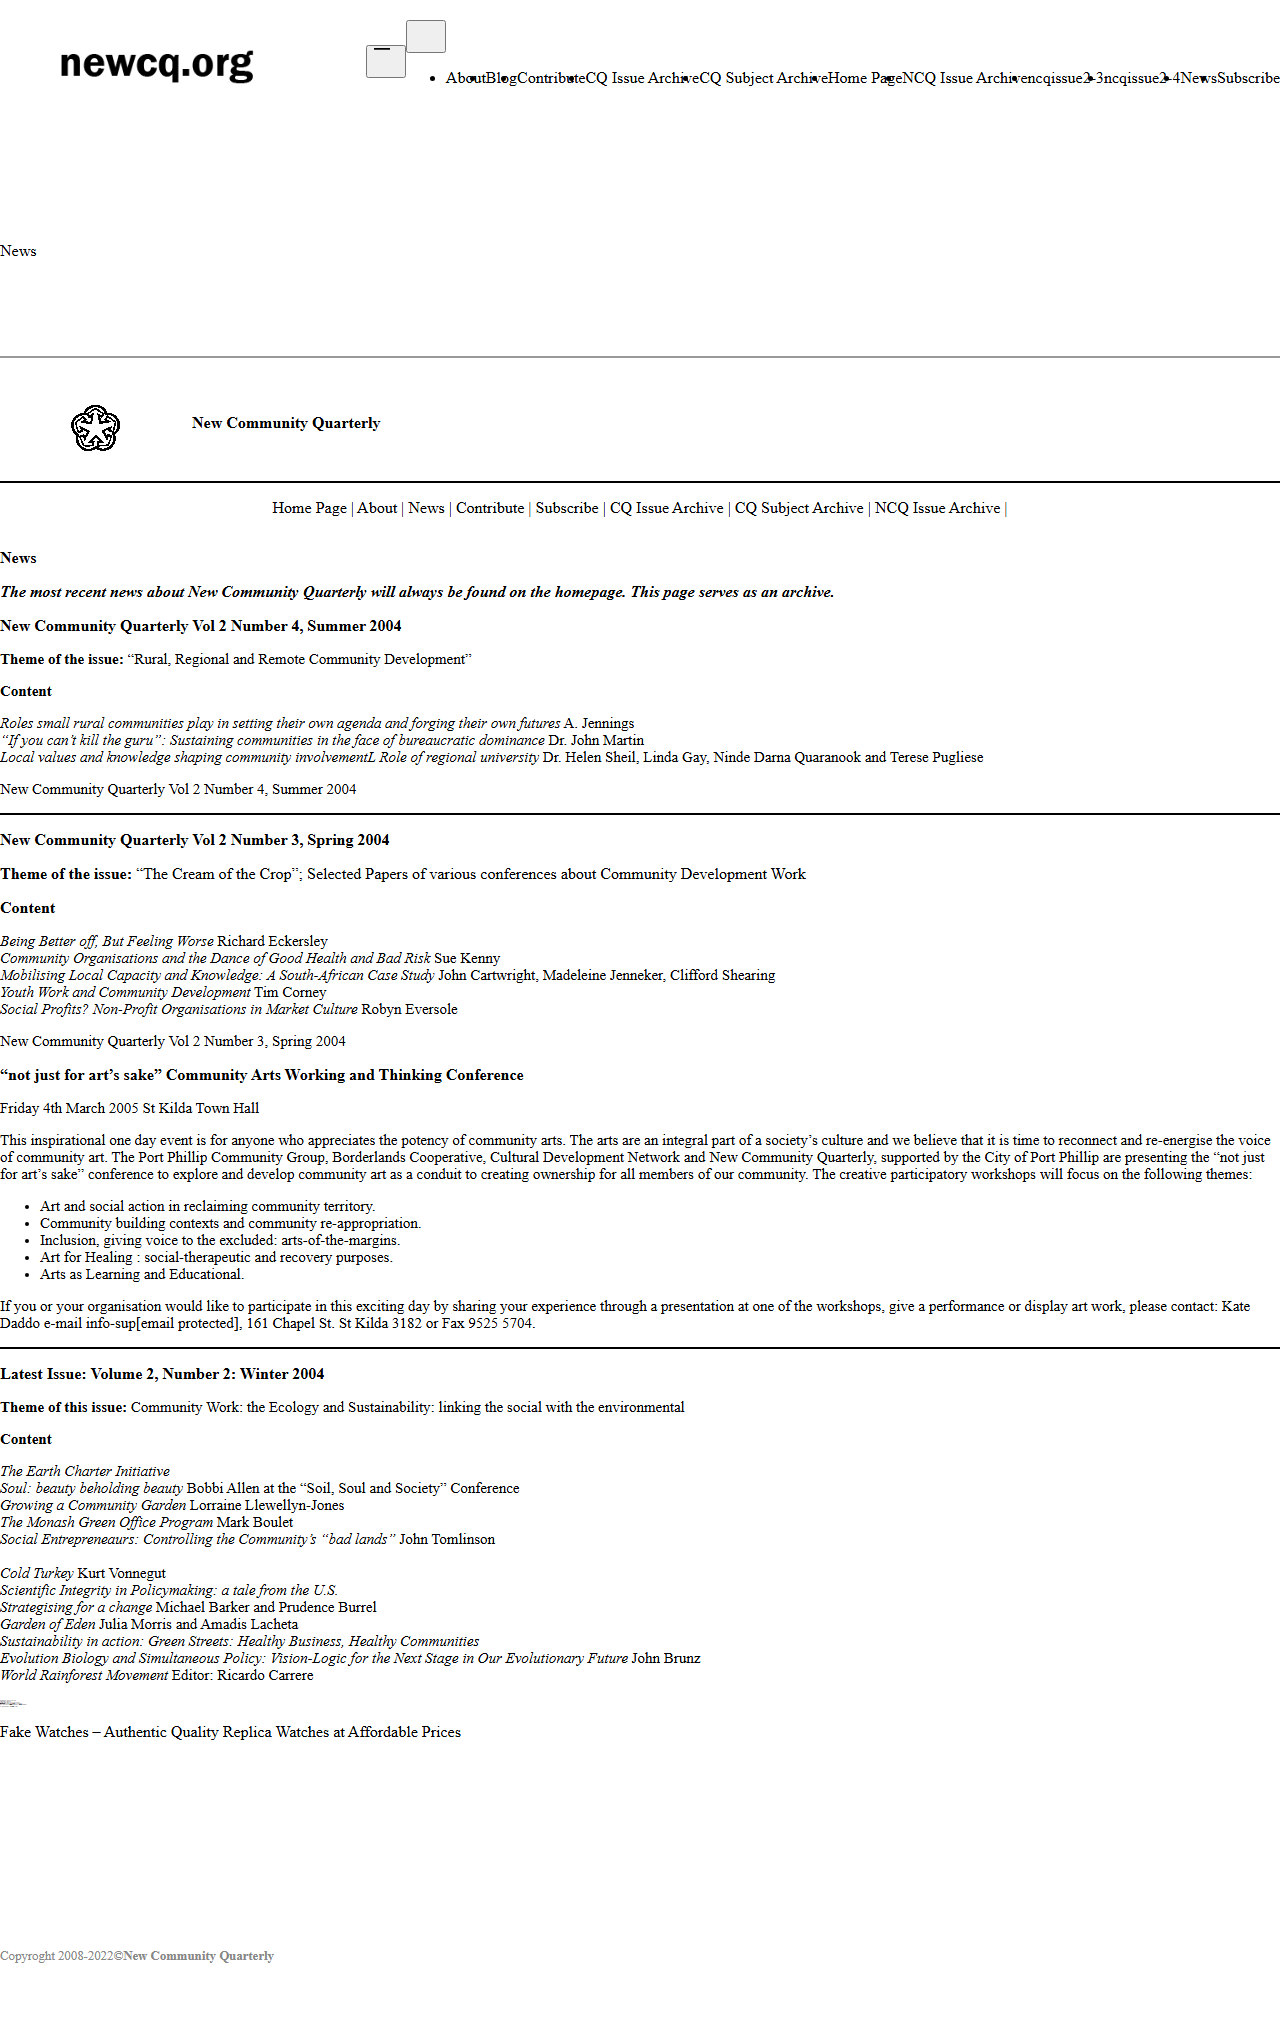 newcq.org
AboutBlogContributeCQ Issue ArchiveCQ Subject ArchiveHome PageNCQ Issue Archivencqissue2-3ncqissue2-4NewsSubscribe
News
New Community Quarterly
Home Page | About | News | Contribute | Subscribe | CQ Issue Archive | CQ Subject Archive | NCQ Issue Archive |
News
The most recent news about New Community Quarterly will always be found on the homepage. This page serves as an archive.
New Community Quarterly Vol 2 Number 4, Summer 2004
Theme of the issue: “Rural, Regional and Remote Community Development”
Content
Roles small rural communities play in setting their own agenda and forging their own futures A. Jennings
“If you can’t kill the guru”: Sustaining communities in the face of bureaucratic dominance Dr. John Martin
Local values and knowledge shaping community involvementL Role of regional university Dr. Helen Sheil, Linda Gay, Ninde Darna Quaranook and Terese Pugliese
New Community Quarterly Vol 2 Number 4, Summer 2004
New Community Quarterly Vol 2 Number 3, Spring 2004
Theme of the issue: “The Cream of the Crop”; Selected Papers of various conferences about Community Development Work
Content
Being Better off, But Feeling Worse Richard Eckersley
Community Organisations and the Dance of Good Health and Bad Risk Sue Kenny
Mobilising Local Capacity and Knowledge: A South-African Case Study John Cartwright, Madeleine Jenneker, Clifford Shearing
Youth Work and Community Development Tim Corney
Social Profits? Non-Profit Organisations in Market Culture Robyn Eversole
New Community Quarterly Vol 2 Number 3, Spring 2004
“not just for art’s sake” Community Arts Working and Thinking Conference
Friday 4th March 2005 St Kilda Town Hall
This inspirational one day event is for anyone who appreciates the potency of community arts. The arts are an integral part of a society’s culture and we believe that it is time to reconnect and re-energise the voice
of community art. The Port Phillip Community Group, Borderlands Cooperative, Cultural Development Network and New Community Quarterly, supported by the City of Port Phillip are presenting the “not just
for art’s sake” conference to explore and develop community art as a conduit to creating ownership for all members of our community. The creative participatory workshops will focus on the following themes:
• Art and social action in reclaiming community territory.
• Community building contexts and community re-appropriation.
• Inclusion, giving voice to the excluded: arts-of-the-margins.
• Art for Healing : social-therapeutic and recovery purposes.
• Arts as Learning and Educational.
If you or your organisation would like to participate in this exciting day by sharing your experience through a presentation at one of the workshops, give a performance or display art work, please contact: Kate
Daddo e-mail info-sup[email protected], 161 Chapel St. St Kilda 3182 or Fax 9525 5704.
Latest Issue: Volume 2, Number 2: Winter 2004
Theme of this issue: Community Work: the Ecology and Sustainability: linking the social with the environmental
Content
The Earth Charter Initiative
Soul: beauty beholding beauty Bobbi Allen at the “Soil, Soul and Society” Conference
Growing a Community Garden Lorraine Llewellyn-Jones
The Monash Green Office Program Mark Boulet
Social Entrepreneaurs: Controlling the Community’s “bad lands” John Tomlinson
Cold Turkey Kurt Vonnegut
Scientific Integrity in Policymaking: a tale from the U.S.
Strategising for a change Michael Barker and Prudence Burrel
Garden of Eden Julia Morris and Amadis Lacheta
Sustainability in action: Green Streets: Healthy Business, Healthy Communities
Evolution Biology and Simultaneous Policy: Vision-Logic for the Next Stage in Our Evolutionary Future John Brunz
World Rainforest Movement Editor: Ricardo Carrere
Fake Watches – Authentic Quality Replica Watches at Affordable Prices
Copyroght 2008-2022©New Community Quarterly